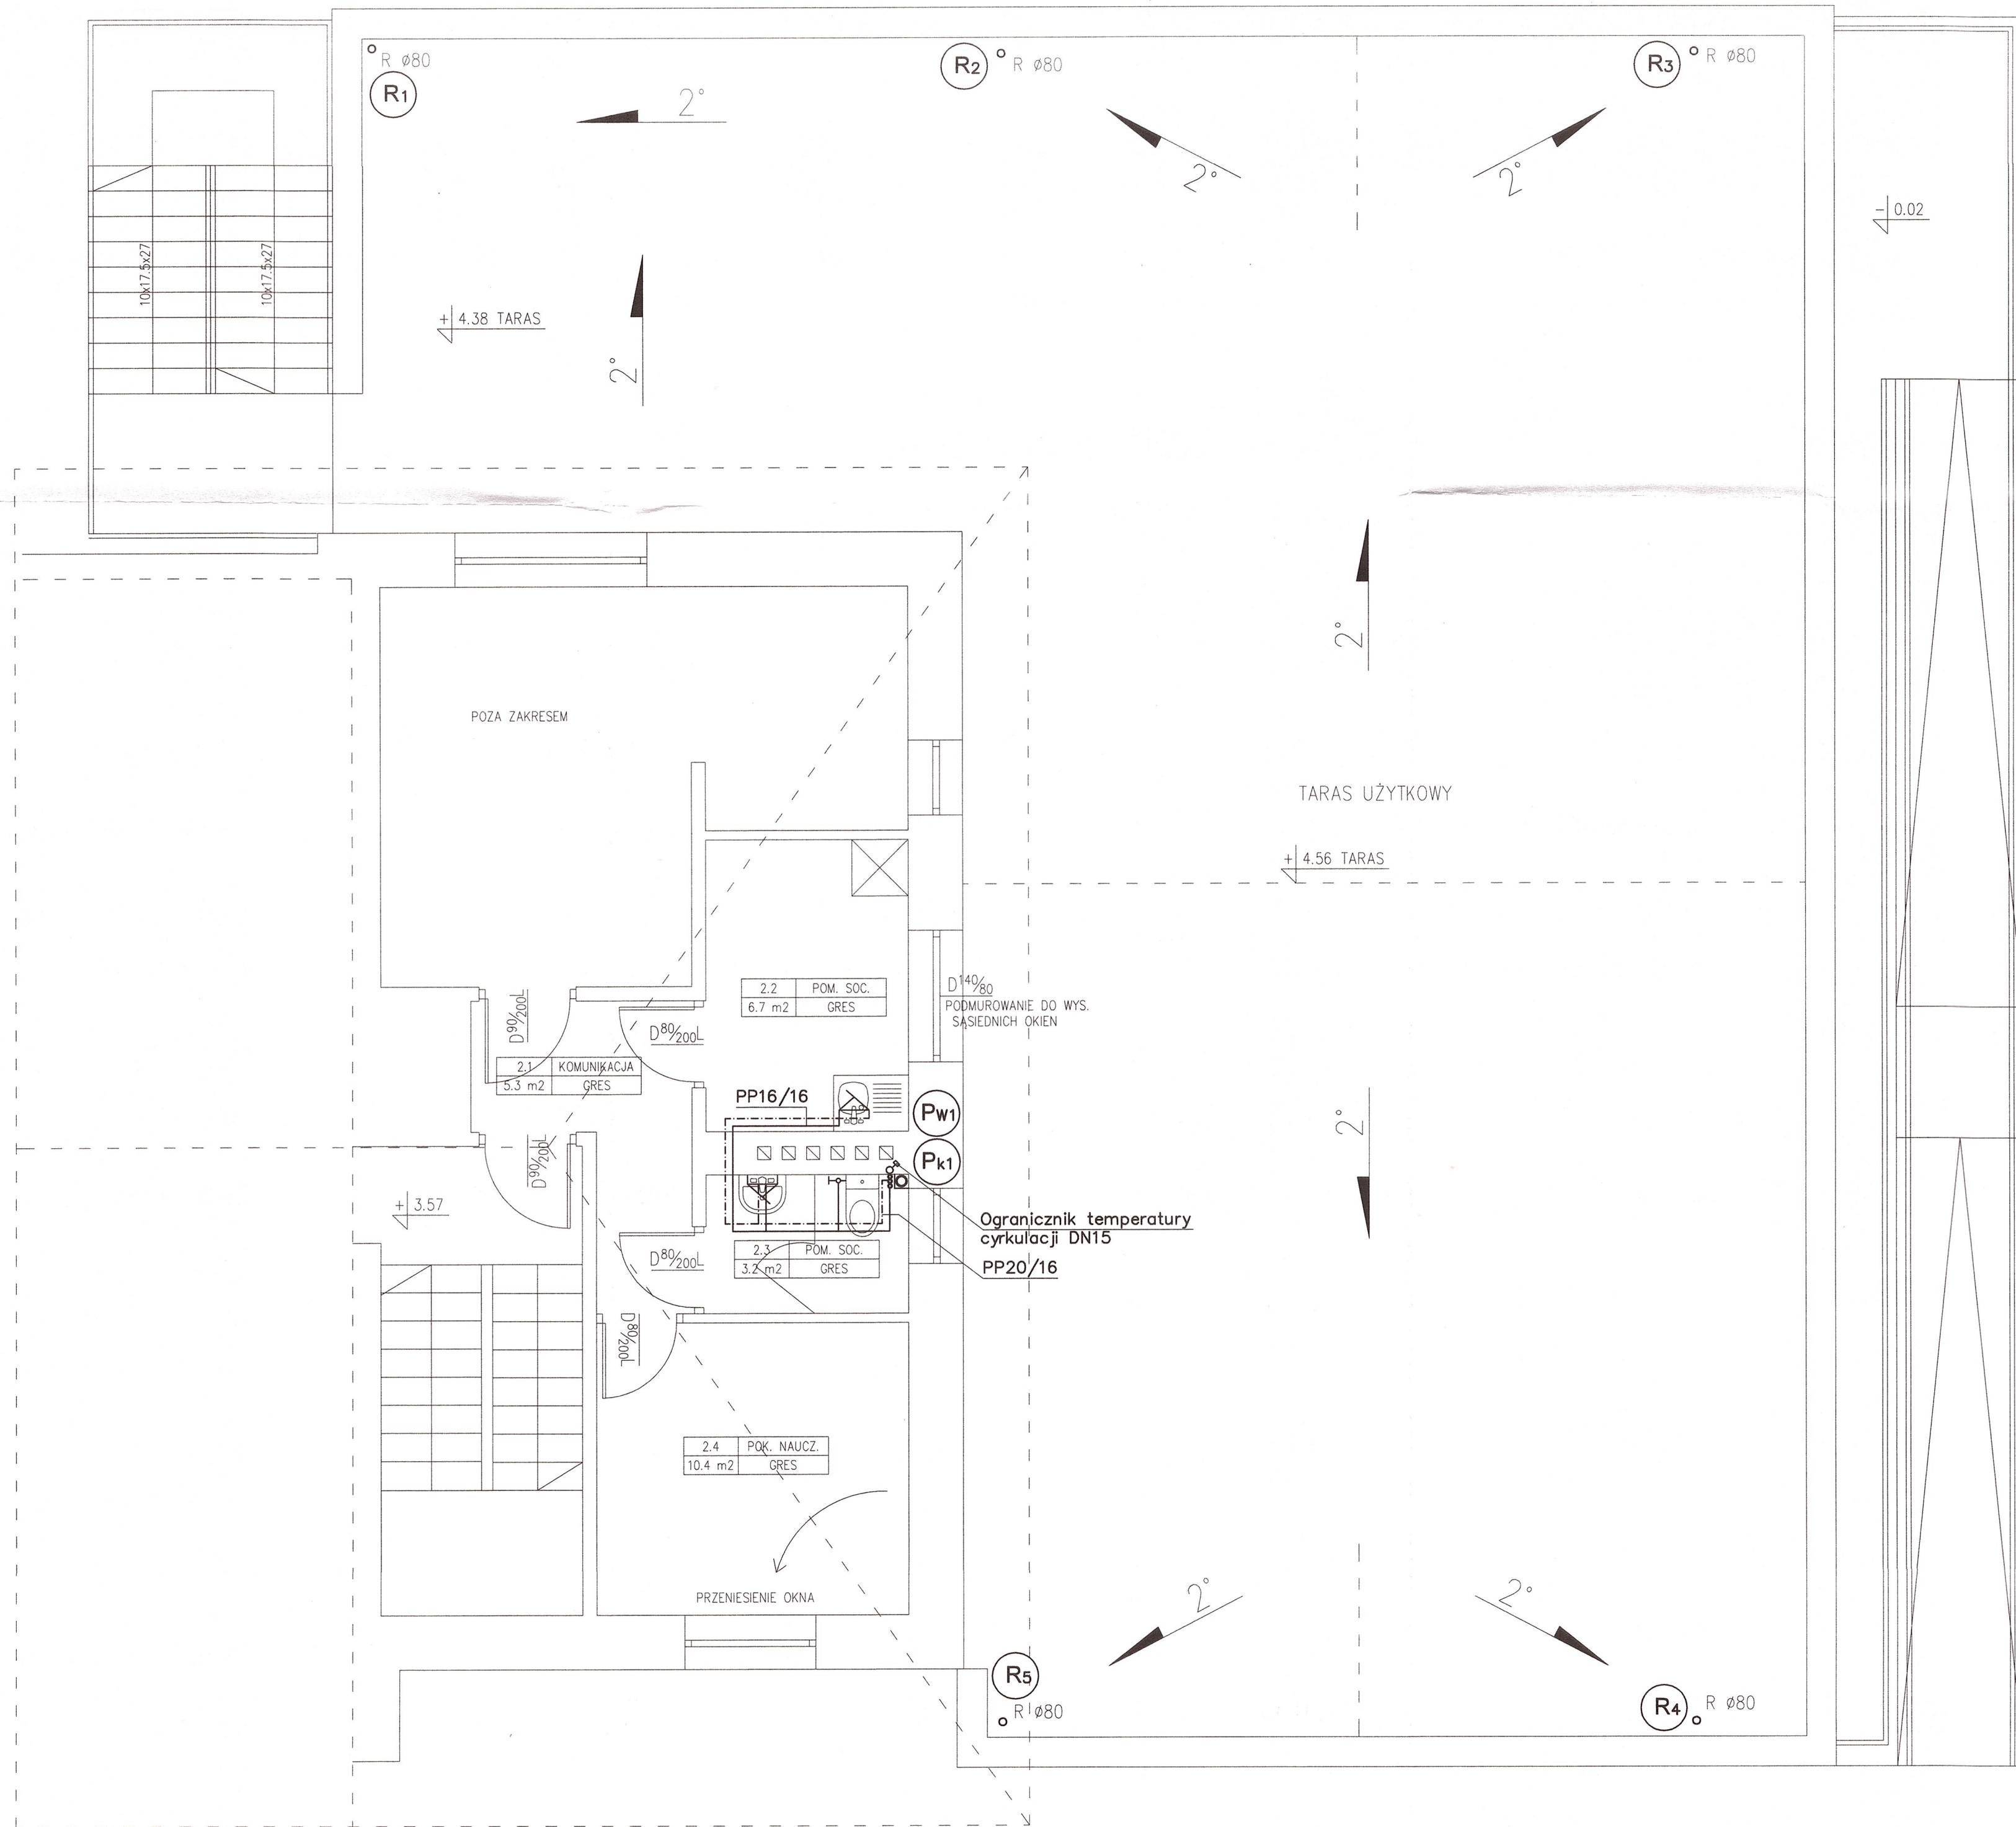 R ø80
R1
R2
R ø80
R3
R ø80
2°
2°
2°
- 0.02
10x17.5x27
10x17.5x27
+ 4.38 TARAS
2°
2°
POZA ZAKRESEM
TARAS UŻYTKOWY
+ 4.56 TARAS
2.2 POM. SOC.
6.7 m2 GRES
D140/80
PODMUROWANIE DO WYS.
SĄSIEDNICH OKIEN
D90/200L
D80/200L
2.1 KOMUNIKACJA
5.3 m2 GRES
PP16/16
Pw1
Pk1
2°
D90/200L
+ 3.57
Ogranicznik temperatury
cyrkulacji DN15
PP20/16
D80/200L
2.3 POM. SOC.
3.2 m2 GRES
D80/200L
2.4 POK. NAUCZ.
10.4 m2 GRES
PRZENIESIENIE OKNA
2°
2°
R5
R ø80
R4
R ø80